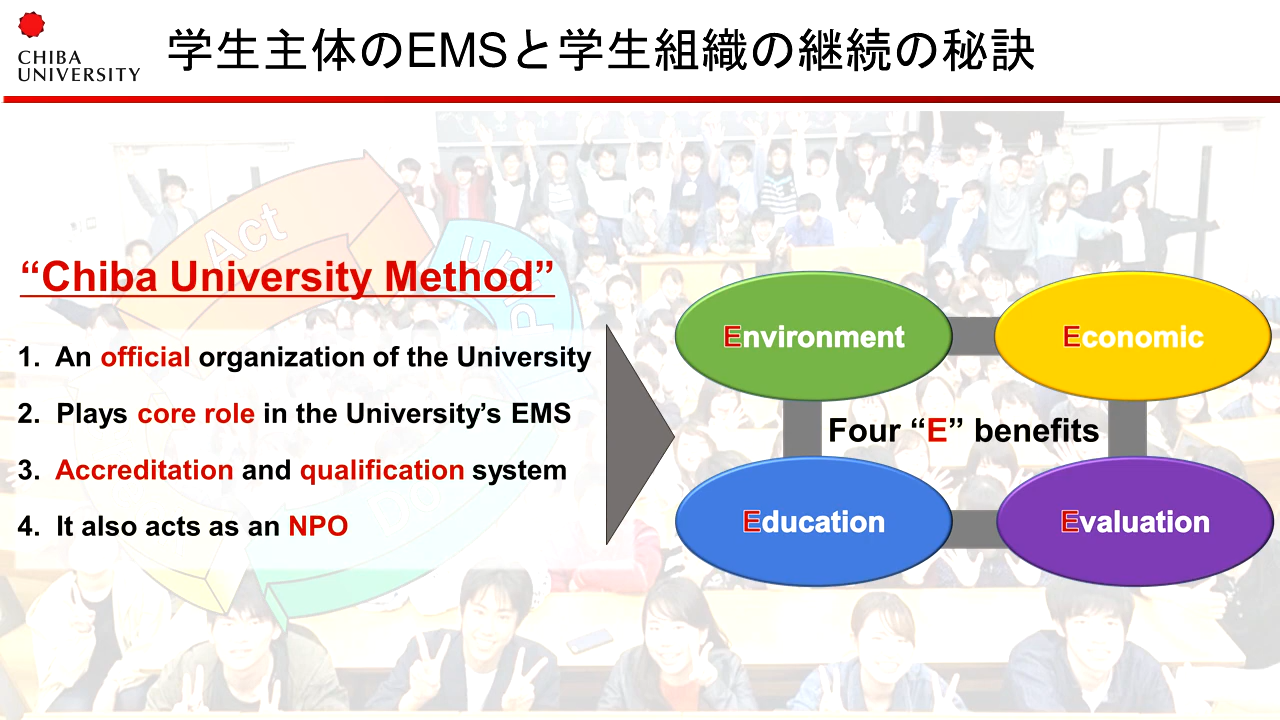 CHIBA
UNIVERSITY
学生主体のEMSと学生組織の継続の秘訣
Act
Plan
“Chiba University Method”
1. An official organization of the University
2. Plays core role in the University’s EMS
3. Accreditation and qualification system
4. It also acts as an NPO
Environment
Economic
Four “E” benefits
Education
Evaluation